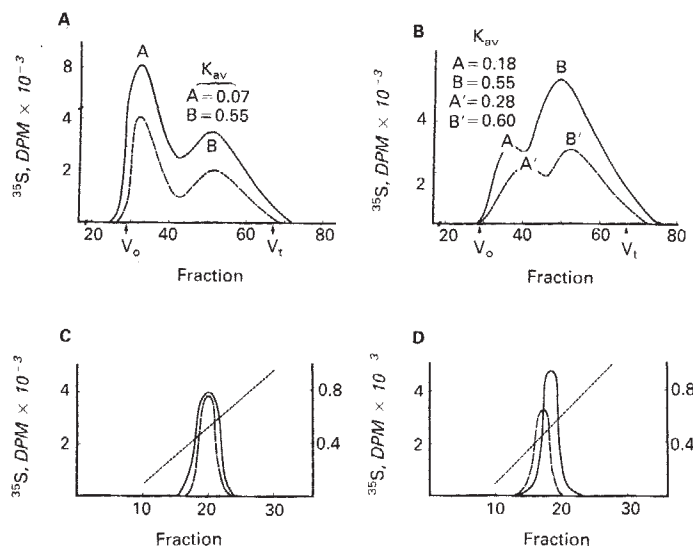 A
35S, DPM × 10−3
8
4
2
A
Kav
A = 0.07
B = 0.55
B
20
40
60
80
Vo
Vt
Fraction
B
35S, DPM × 10−3
4
2
Kav
A = 0.18
B = 0.55
A' = 0.28
B' = 0.60
A
A'
B
B'
20
40
60
80
Vo
Vt
Fraction
C
35S, DPM × 10−3
4
2
0.8
0.4
10
20
30
Fraction
D
35S, DPM × 10−3
4
2
0.8
0.4
10
20
30
Fraction